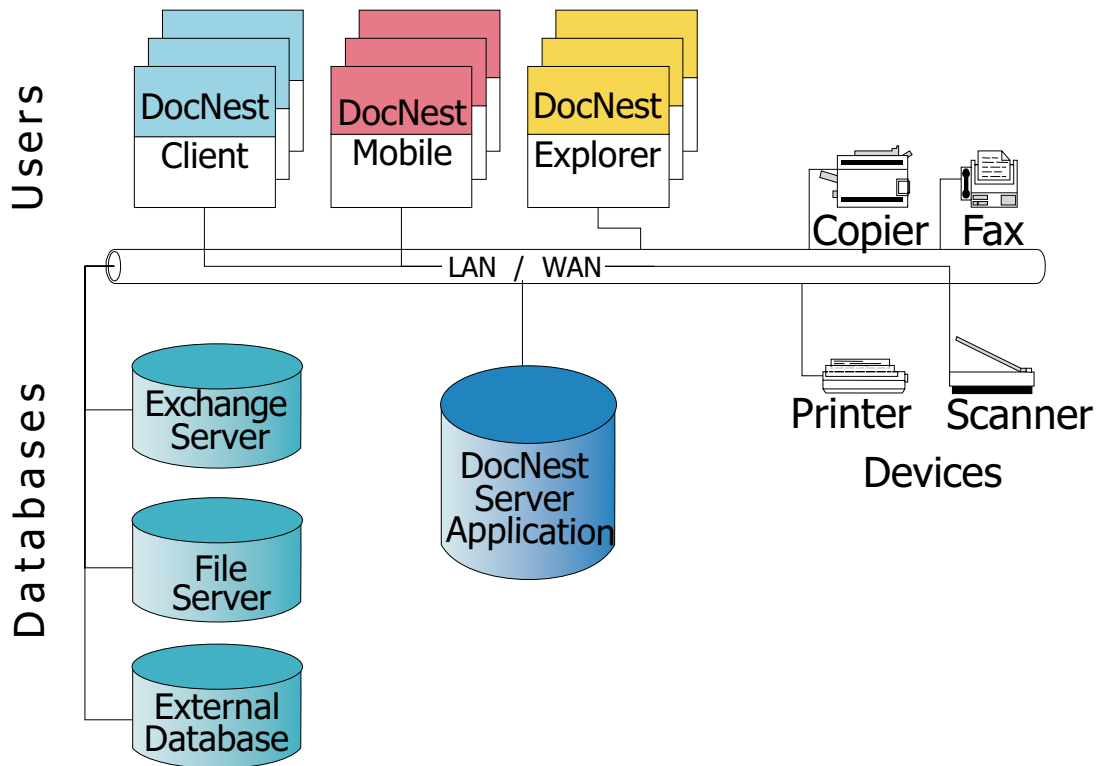 Users
DocNest
Client
DocNest
Mobile
DocNest
Explorer
Copier
Fax
LAN / WAN
Databases
Exchange
Server
File
Server
External
Database
DocNest
Server
Application
Printer
Scanner
Devices